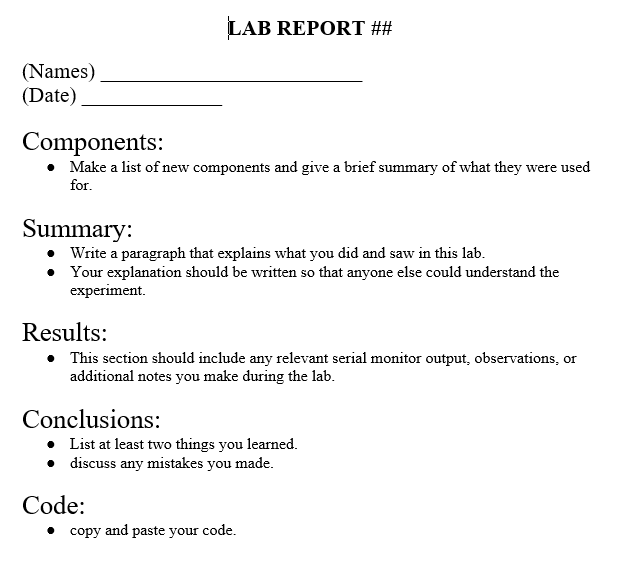 LAB REPORT ##
(Names) _________________________
(Date) _____________
Components:
● Make a list of new components and give a brief summary of what they were used
for.
Summary:
● Write a paragraph that explains what you did and saw in this lab.
● Your explanation should be written so that anyone else could understand the
experiment.
Results:
● This section should include any relevant serial monitor output, observations, or
additional notes you make during the lab.
Conclusions:
● List at least two things you learned.
● discuss any mistakes you made.
Code:
● copy and paste your code.